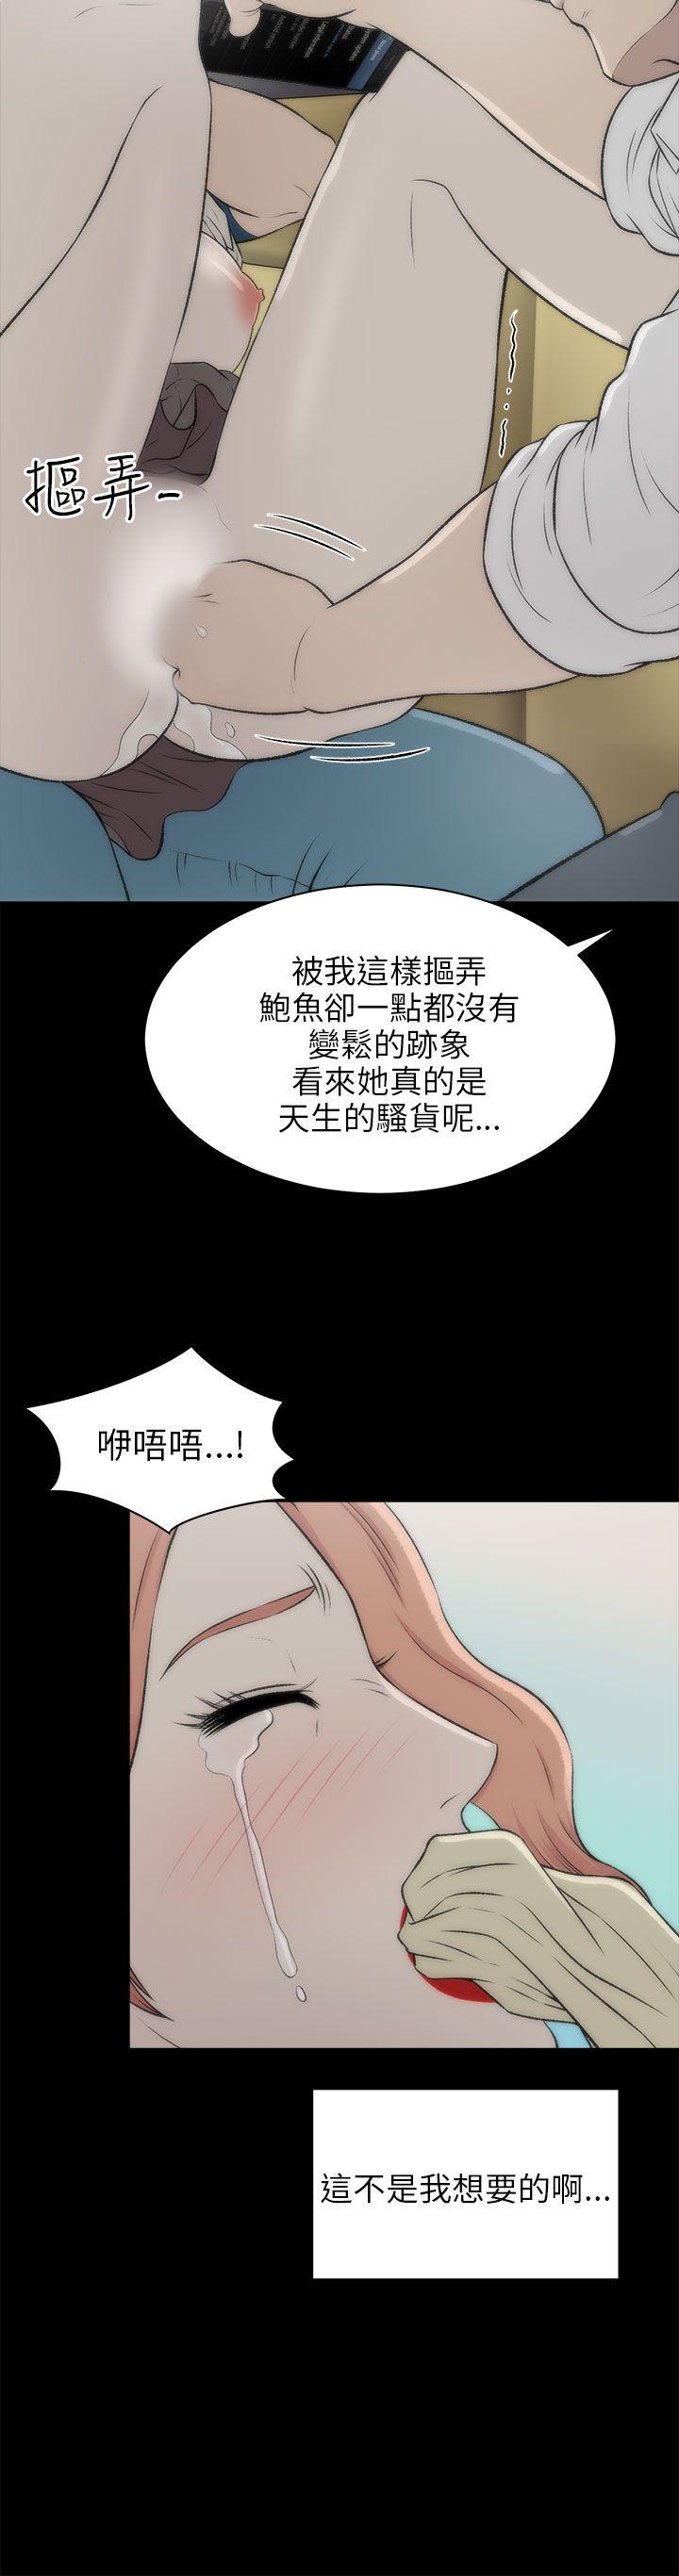 摳弄~
被我這樣摳弄
鮑魚卻一點都沒有
變鬆的跡象
看來她真的是
天生的騷貨呢...
咿唔唔...!
這不是我想要的啊...